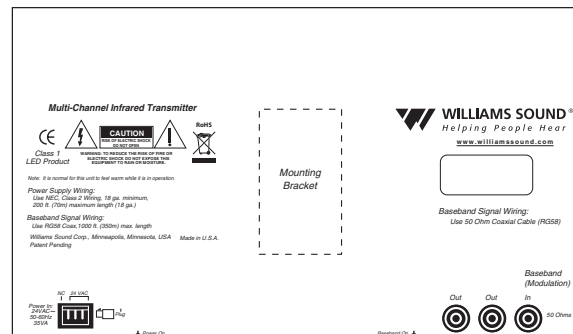 Multi-Channel Infrared Transmitter
CE
Class 1
LED Product
CAUTION
RISK OF ELECTRIC SHOCK
DO NOT OPEN
WARNING: TO REDUCE THE RISK OF FIRE OR
ELECTRIC SHOCK DO NOT EXPOSE THIS
EQUIPMENT TO RAIN OR MOISTURE.
RoHS
Note: It is normal for this unit to feel warm while it is in operation.
Power Supply Wiring:
Use NEC, Class 2 Wiring, 18 ga. minimum,
200 ft. (70m) maximum length (18 ga.)
Baseband Signal Wiring:
Use RG58 Coax,1000 ft. (350m) max. length
Williams Sound Corp., Minneapolis, Minnesota, USA
Made in U.S.A.
Patent Pending
Mounting
Bracket
WILLIAMS SOUND®
Helping People Hear
www.williamssound.com
Baseband Signal Wiring:
Use 50 Ohm Coaxial Cable (RG58)
NC 24 VAC
Power In:
24VAC~
50-60Hz
35VA
Plug
Power On
Baseband
(Modulation)
Out Out In
50 Ohms
Baseband On